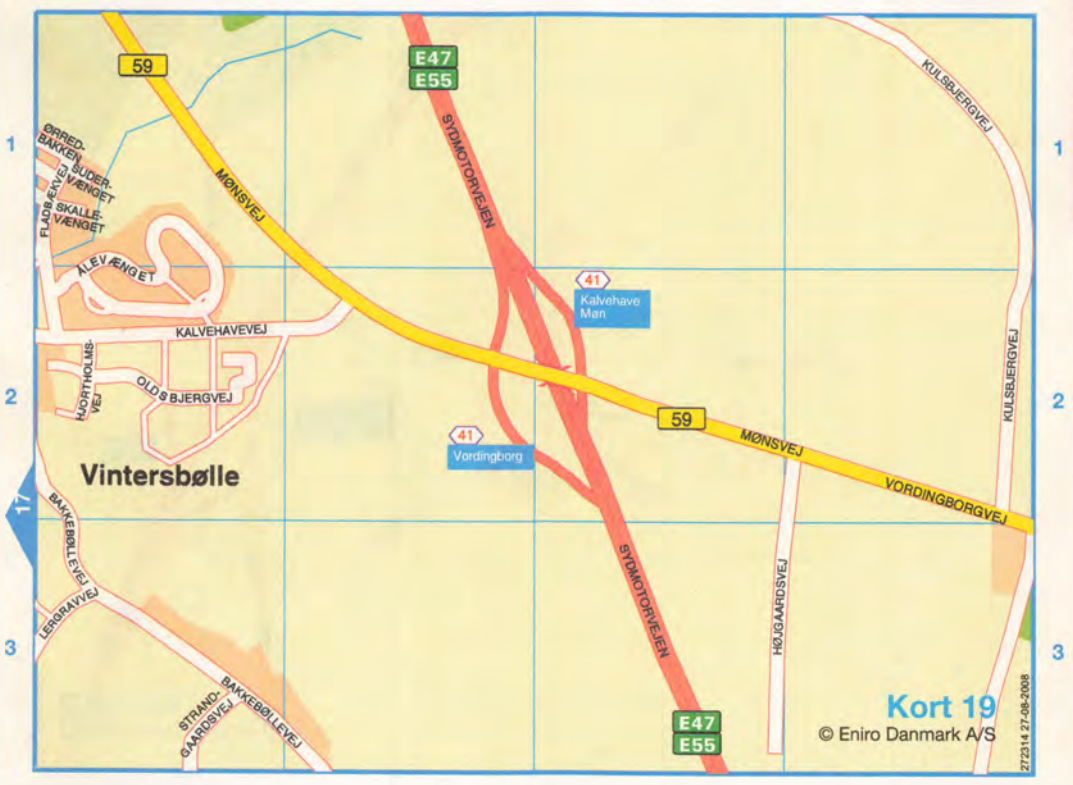 59
E47
E55
KULSBJERGVEJ
1
1
ØRRED-
BAKKEN
SUDER-
VÆNGET
SKALLE-
VÆNGET
FLADBÆKVEJ
MØNSVEJ
SYDMOTORVEJEN
ÅLEVÆNGET
41
Kalvehave
Møn
KALVEHAVEVEJ
HJORTHOLMS-
VEJ
OLDSBJERGVEJ
KULSBJERGVEJ
2
2
59
41
Vordingborg
MØNSVEJ
Vintersbølle
VORDINGBORGVEJ
17
BAKKEBØLLEVEJ
SYDMOTORVEJEN
HØJGAARDSVEJ
LERGRAVVEJ
3
3
BAKKEBØLLEVEJ
STRAND-
GAARDSVEJ
E47
E55
Kort 19
© Eniro Danmark A/S
272314 27-08-2008